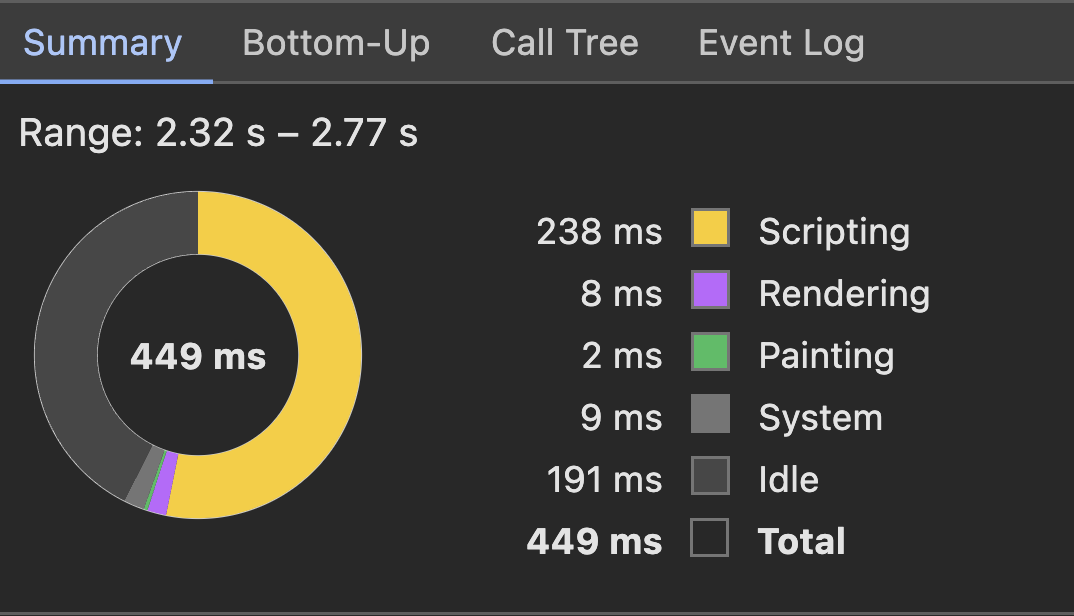 Summary Bottom-Up Call Tree Event Log
Range: 2.32 s – 2.77 s
238 ms Scripting
8 ms Rendering
2 ms Painting
449 ms
9 ms System
191 ms Idle
449 ms Total